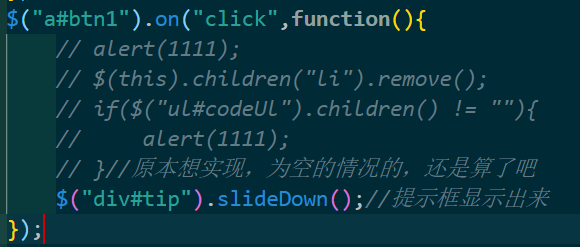 $("a#btn1").on("click",function(){
// alert(1111);
// $(this).children("li").remove();
// if($("ul#codeUl").children() != ""){
//     alert(1111);
// }//原本想实现，为空的情况的，还是算了吧
$("div#tip").slideDown();//提示框显示出来
});